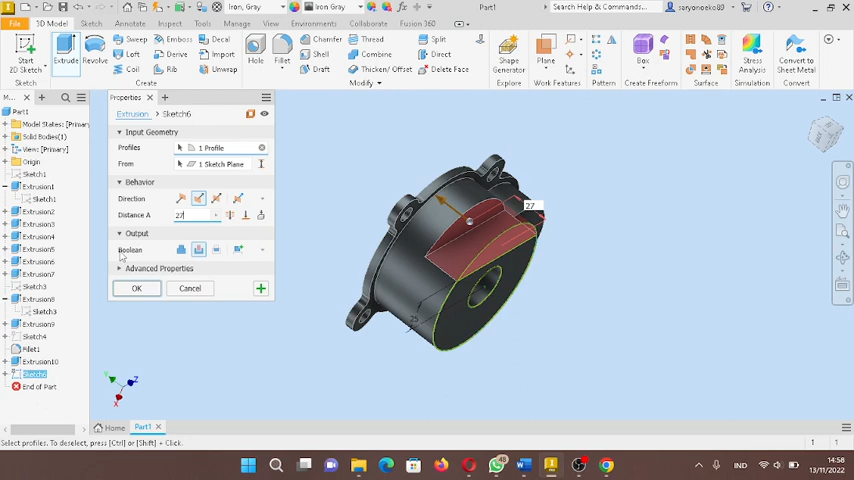 Iron, Gray
Iron Gray
Part1
Search Help & Commands...
saryonoeko89
File
3D Model
Sketch
Annotate
Inspect
Tools
Manage
View
Environments
Collaborate
Fusion 360
Start
2D Sketch
Extrude
Revolve
Sweep
Loft
Coil
Emboss
Derive
Rib
Decal
Import
Unwrap
Hole
Fillet
Chamfer
Shell
Draft
Thread
Combine
Thicken/ Offset
Split
Direct
Delete Face
Plane
Shape
Generator
Box
Stress
Analysis
Convert to
Sheet Metal
Sketch
Create
Modify
Explore
Work Features
Pattern
Create Freeform
Surface
Simulation
Convert
M...
Part1
Model States: [Primary
Solid Bodies(1)
View: [Primary]
Origin
Sketch1
Extrusion1
Sketch1
Extrusion2
Extrusion3
Extrusion4
Extrusion5
Extrusion6
Extrusion7
Sketch3
Extrusion8
Sketch3
Extrusion9
Sketch4
Fillet1
Extrusion10
Sketch6
End of Part
Properties
Extrusion > Sketch6
Input Geometry
Profiles
1 Profile
From
1 Sketch Plane
Behavior
Direction
Distance A
27
Output
Boolean
Advanced Properties
OK
Cancel
27
25
Y
Z
X
Home
Part1
Select profiles. To deselect, press [Ctrl] or [Shift] + Click.
1
1
48
IND
14:58
13/11/2022